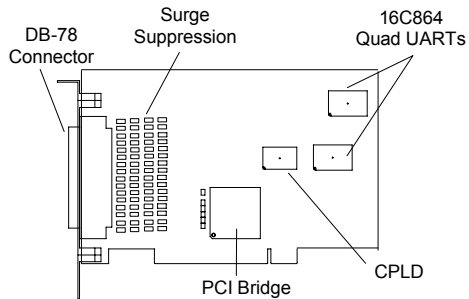 DB-78
Connector
Surge
Suppression
16C864
Quad UARTs
PCI Bridge
CPLD